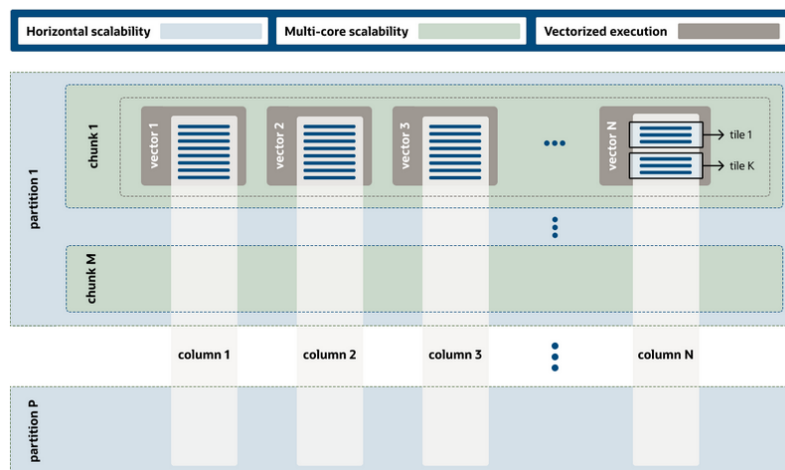 Horizontal scalability
Multi-core scalability
Vectorized execution
partition 1
chunk 1
vector 1
vector 2
vector 3
vector N
tile 1
tile K
chunk M
column 1
column 2
column 3
column N
partition P